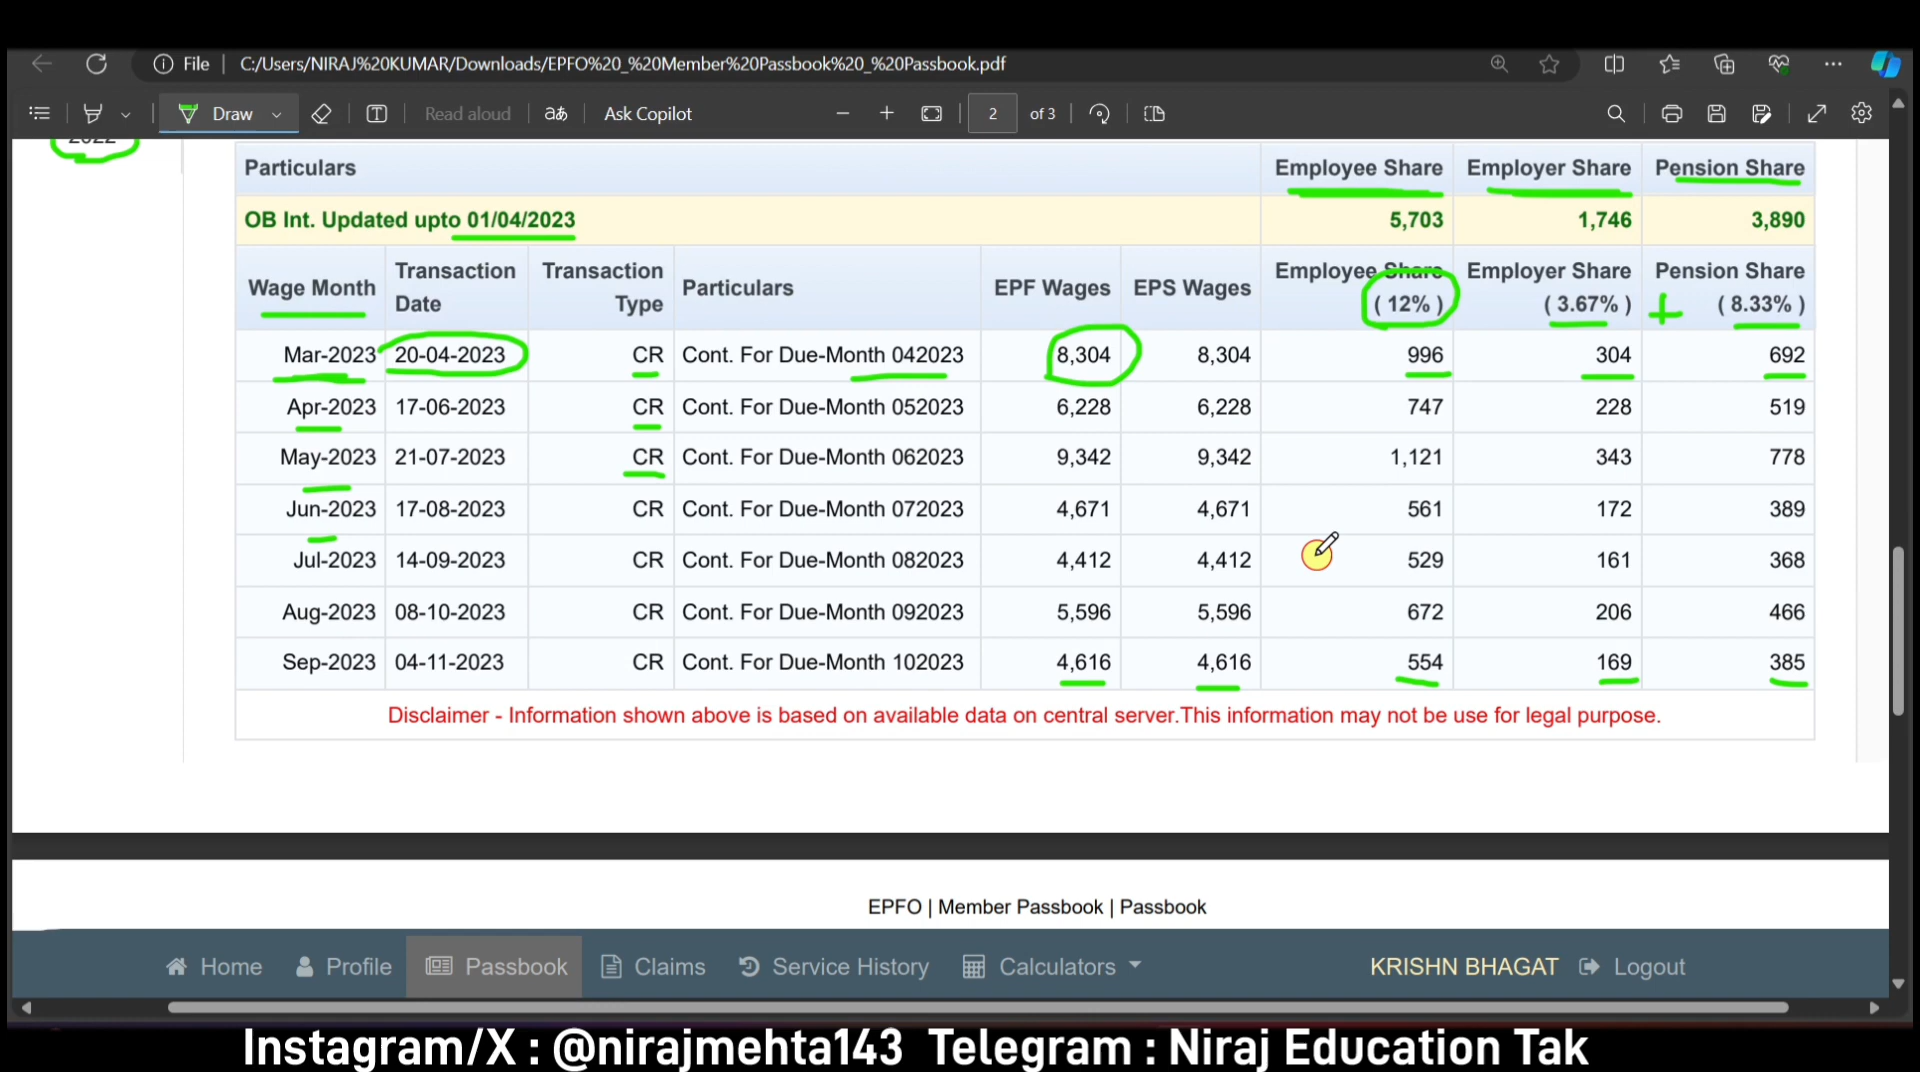 File C:/Users/NIRAJ%20KUMAR/Downloads/EPFO%20_%20Member%20Passbook%20_%20Passbook.pdf
Draw Read aloud aあ Ask Copilot 2 of 3
2022
Particulars Employee Share Employer Share Pension Share
OB Int. Updated upto 01/04/2023 5,703 1,746 3,890
Wage Month Transaction Date Transaction Type Particulars EPF Wages EPS Wages Employee Share ( 12% ) Employer Share ( 3.67% ) Pension Share ( 8.33% )
Mar-2023 20-04-2023 CR Cont. For Due-Month 042023 8,304 8,304 996 304 692
Apr-2023 17-06-2023 CR Cont. For Due-Month 052023 6,228 6,228 747 228 519
May-2023 21-07-2023 CR Cont. For Due-Month 062023 9,342 9,342 1,121 343 778
Jun-2023 17-08-2023 CR Cont. For Due-Month 072023 4,671 4,671 561 172 389
Jul-2023 14-09-2023 CR Cont. For Due-Month 082023 4,412 4,412 529 161 368
Aug-2023 08-10-2023 CR Cont. For Due-Month 092023 5,596 5,596 672 206 466
Sep-2023 04-11-2023 CR Cont. For Due-Month 102023 4,616 4,616 554 169 385
Disclaimer - Information shown above is based on available data on central server.This information may not be use for legal purpose.
EPFO | Member Passbook | Passbook
Home Profile Passbook Claims Service History Calculators KRISHN BHAGAT Logout
Instagram/X : @nirajmehta143 Telegram : Niraj Education Tak